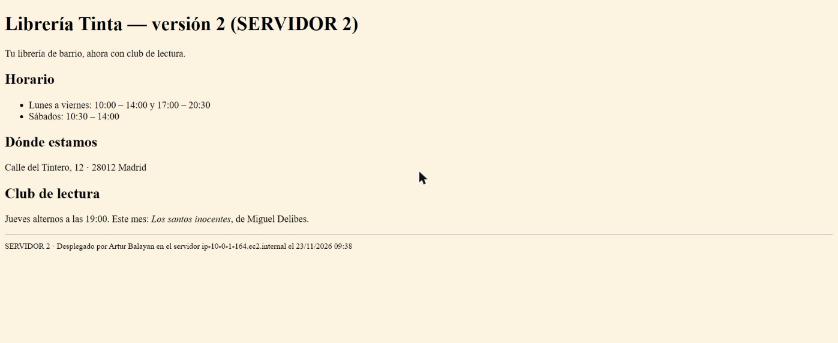 Librería Tinta — versión 2 (SERVIDOR 2)
Tu librería de barrio, ahora con club de lectura.
Horario
Lunes a viernes: 10:00 – 14:00 y 17:00 – 20:30
Sábados: 10:30 – 14:00
Dónde estamos
Calle del Tintero, 12 · 28012 Madrid
Club de lectura
Jueves alternos a las 19:00. Este mes: Los santos inocentes, de Miguel Delibes.
SERVIDOR 2 · Desplegado por Artur Balayan en el servidor ip-10-0-1-164.ec2.internal el 23/11/2026 09:38